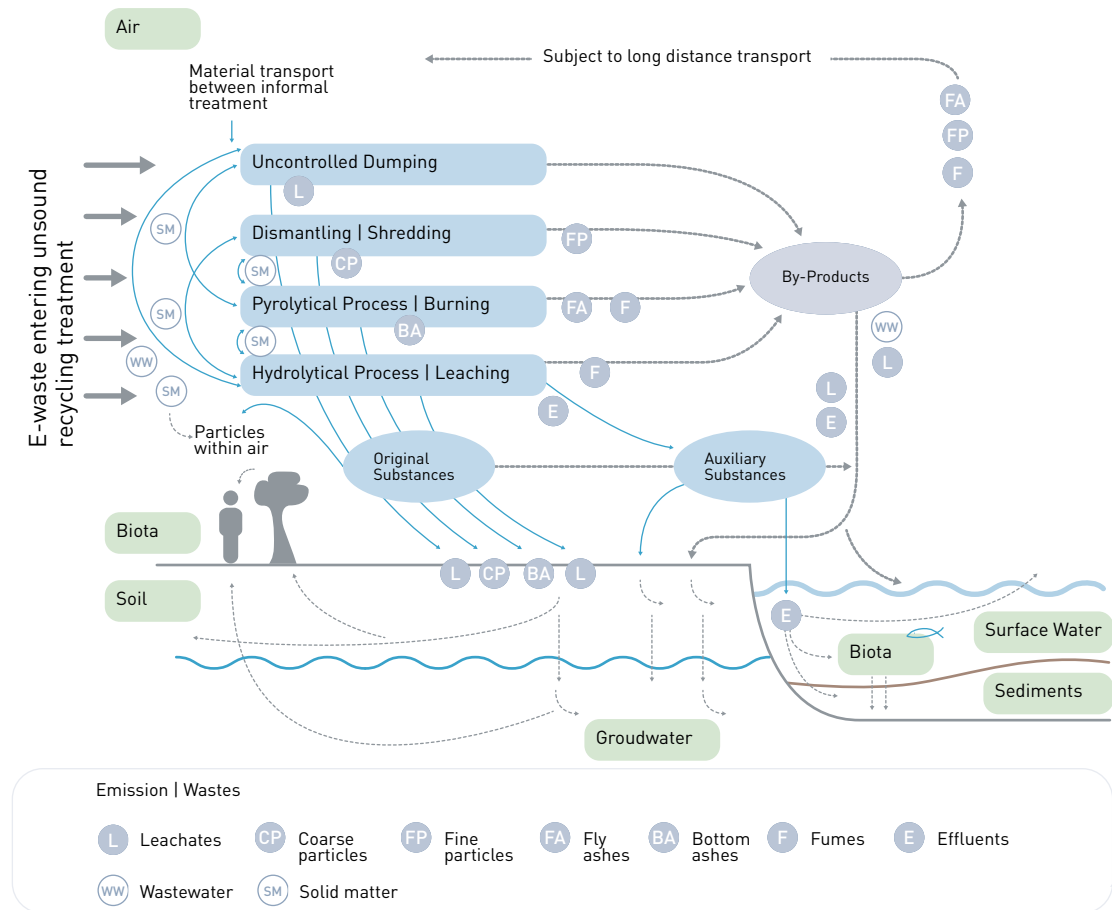 Air
Subject to long distance transport
Material transport
between informal
treatment
FA
FP
F
E-waste entering unsound
recycling treatment
Uncontrolled Dumping
L
SM
Dismantling | Shredding
FP
CP
SM
By-Products
Pyrolytical Process | Burning
FA
F
SM
BA
WW
SM
WW
L
Hydrolytical Process | Leaching
F
SM
L
E
E
Particles
within air
Original
Substances
Auxiliary
Substances
Biota
L
CP
BA
L
Soil
E
Surface Water
Biota
Sediments
Groudwater
Emission | Wastes
L Leachates
CP Coarse
particles
FP Fine
particles
FA Fly
ashes
BA Bottom
ashes
F Fumes
E Effluents
WW Wastewater
SM Solid matter